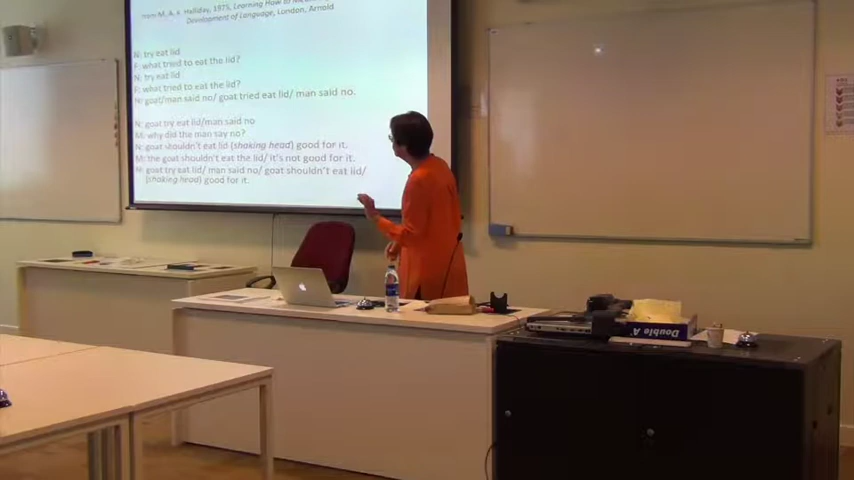 from M. A. K Halliday, 1975, Learning How to
Development of Language, London, Arnold.
N: try eat lid
F: what tried to eat the lid?
N: try eat lid
F: what tried to eat the lid?
N: goat/man said no/ goat tried eat lid/ man said no.
N: goat try eat lid/man said no.
M: why did the man say no?
N: goat shouldn't eat lid (shaking head) good for it.
M: the goat shouldn't eat the lid/ it's not good for it.
N: goat try eat lid/ man said no/ goat shouldn't eat lid/
(shaking head) good for it.
Double A